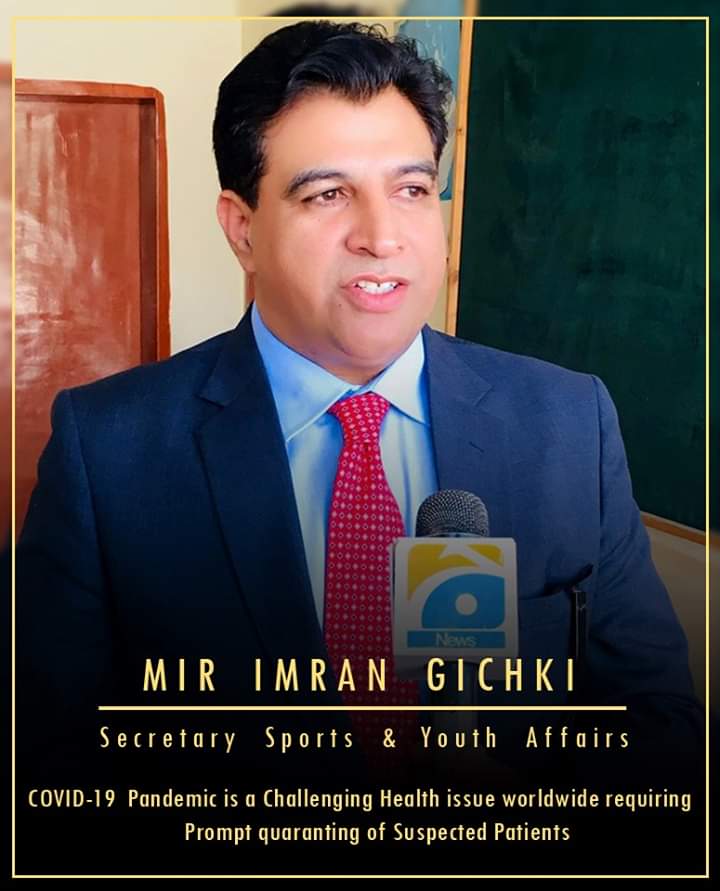 News
MIR IMRAN GICHKI
Secretary Sports & Youth Affairs
COVID-19 Pandemic is a Challenging Health issue worldwide requiring
Prompt quaranting of Suspected Patients